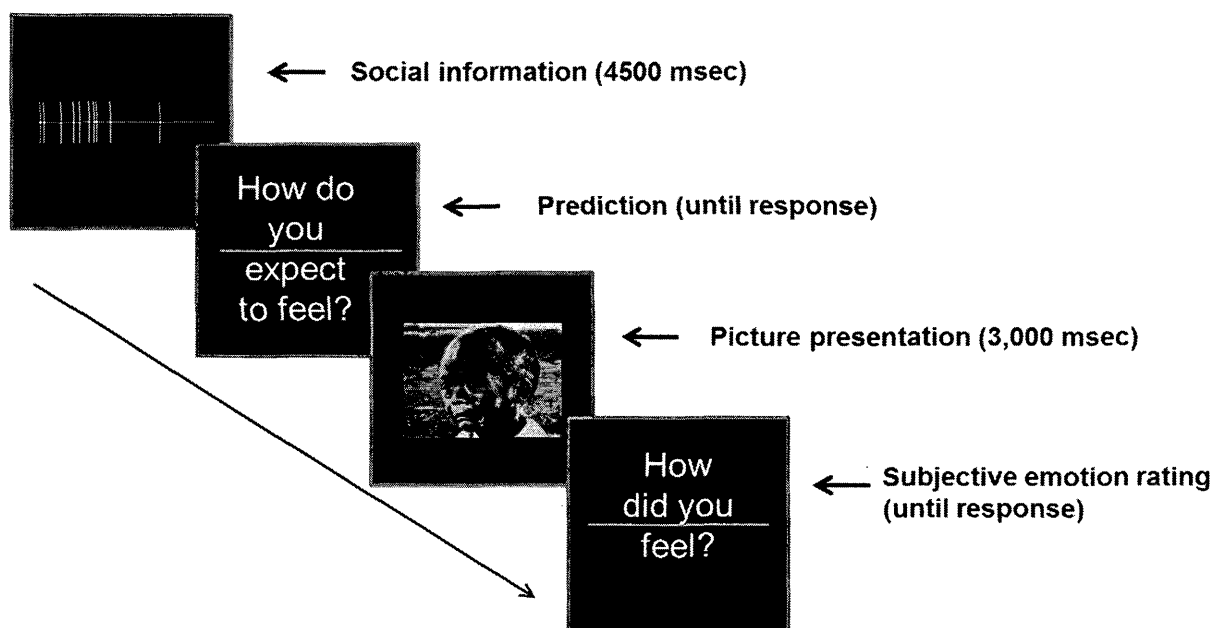 Social information (4500 msec)
How do
you
expect
to feel?
Prediction (until response)
Picture presentation (3,000 msec)
How
did you
feel?
Subjective emotion rating
(until response)